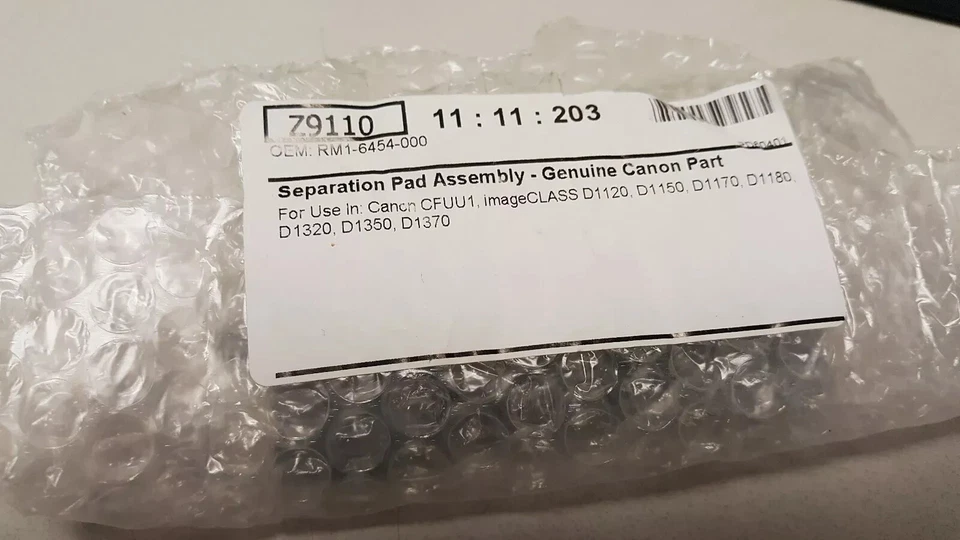 Z9110 11 : 11 : 203
OEM: RM1-6454-000
Separation Pad Assembly - Genuine Canon Part
For Use In: Canon CFUU1, imageCLASS D1120, D1150, D1170, D1180,
D1320, D1350, D1370